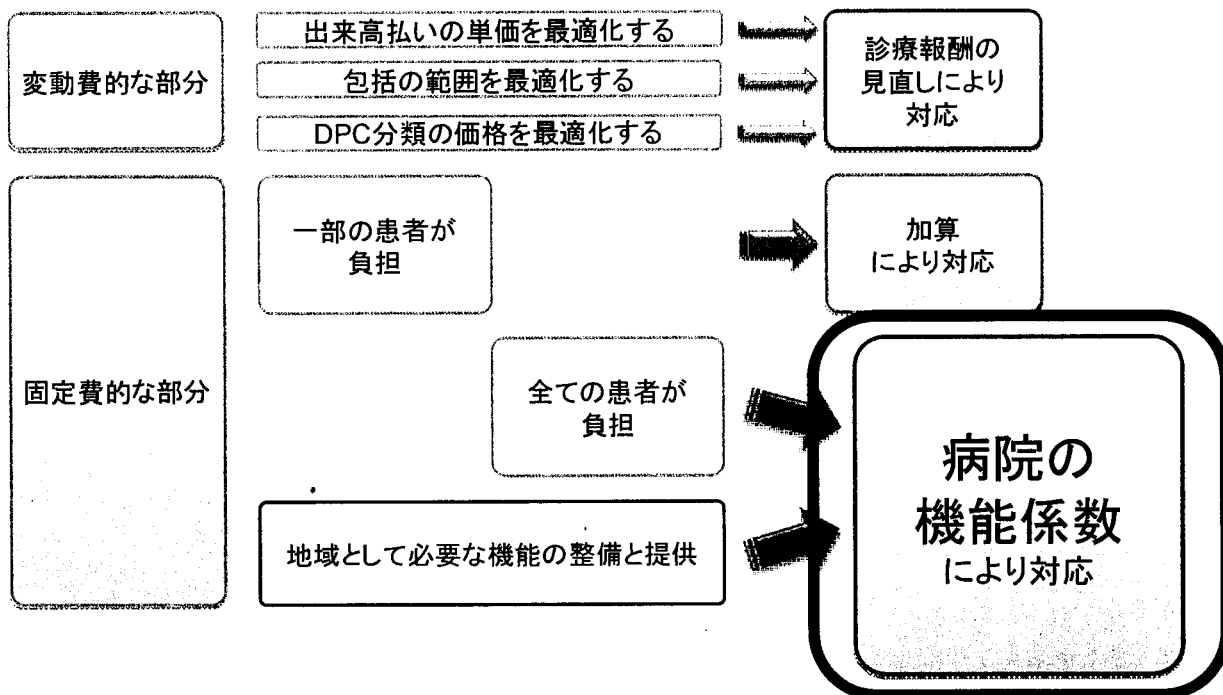 変動費的な部分
出来高払いの単価を最適化する
包括の範囲を最適化する
DPC分類の価格を最適化する
診療報酬の
見直しにより
対応
固定費的な部分
一部の患者が
負担
加算
により対応
全ての患者が
負担
地域として必要な機能の整備と提供
病院の
機能係数
により対応